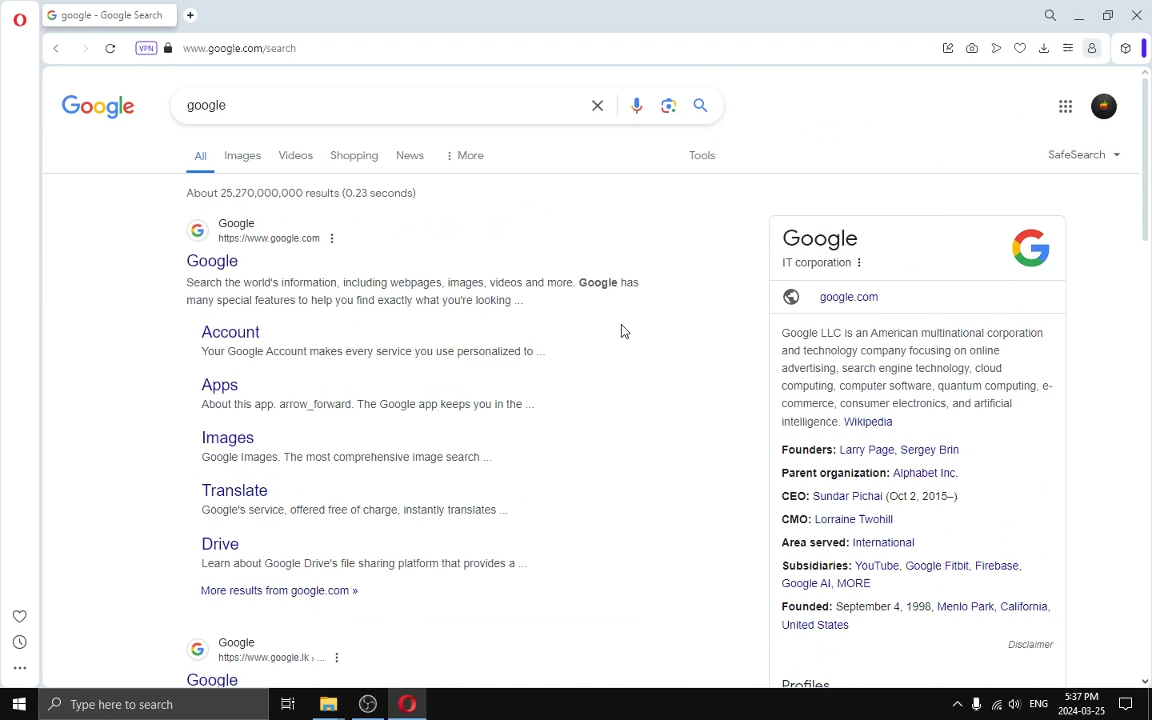 google - Google Search
VPN
www.google.com/search
Google
google
All
Images
Videos
Shopping
News
More
Tools
SafeSearch
About 25,270,000,000 results (0.23 seconds)
Google
https://www.google.com
Google
Search the world's information, including webpages, images, videos and more. Google has
many special features to help you find exactly what you're looking ...
Account
Your Google Account makes every service you use personalized to ...
Apps
About this app. arrow_forward. The Google app keeps you in the ...
Images
Google Images. The most comprehensive image search ...
Translate
Google's service, offered free of charge, instantly translates ...
Drive
Learn about Google Drive's file sharing platform that provides a ...
More results from google.com »
Google
https://www.google.lk › ...
Google
Google
IT corporation
google.com
Google LLC is an American multinational corporation
and technology company focusing on online
advertising, search engine technology, cloud
computing, computer software, quantum computing, e-
commerce, consumer electronics, and artificial
intelligence. Wikipedia
Founders: Larry Page, Sergey Brin
Parent organization: Alphabet Inc.
CEO: Sundar Pichai (Oct 2, 2015–)
CMO: Lorraine Twohill
Area served: International
Subsidiaries: YouTube, Google Fitbit, Firebase,
Google AI, MORE
Founded: September 4, 1998, Menlo Park, California,
United States
Disclaimer
Profiles
Type here to search
ENG
5:37 PM
2024-03-25